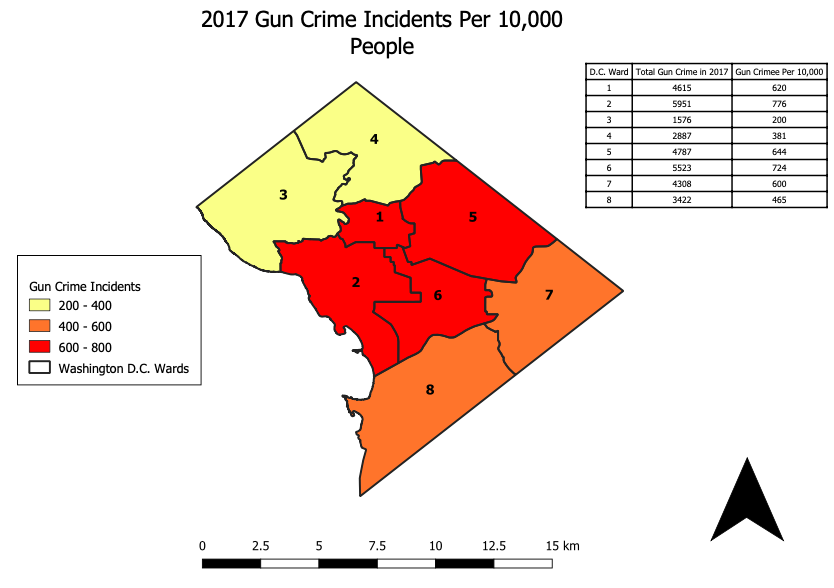 2017 Gun Crime Incidents Per 10,000
People
D.C. Ward Total Gun Crime in 2017 Gun Crimee Per 10,000
1 4615 620
2 5951 776
3 1576 200
4 2887 381
5 4787 644
6 5523 724
7 4308 600
8 3422 465
4
3
1
5
2
6
7
8
Gun Crime Incidents
200 - 400
400 - 600
600 - 800
Washington D.C. Wards
0 2.5 5 7.5 10 12.5 15 km